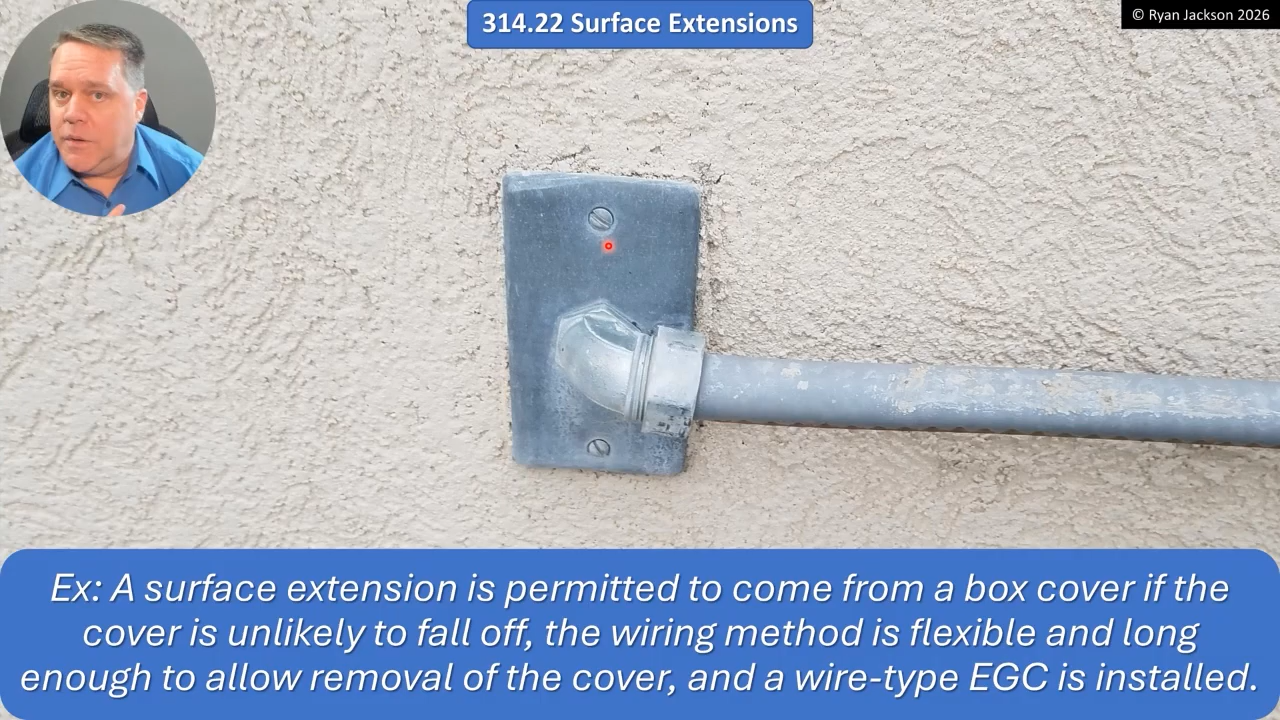 314.22 Surface Extensions
© Ryan Jackson 2026
Ex: A surface extension is permitted to come from a box cover if the
cover is unlikely to fall off, the wiring method is flexible and long
enough to allow removal of the cover, and a wire-type EGC is installed.